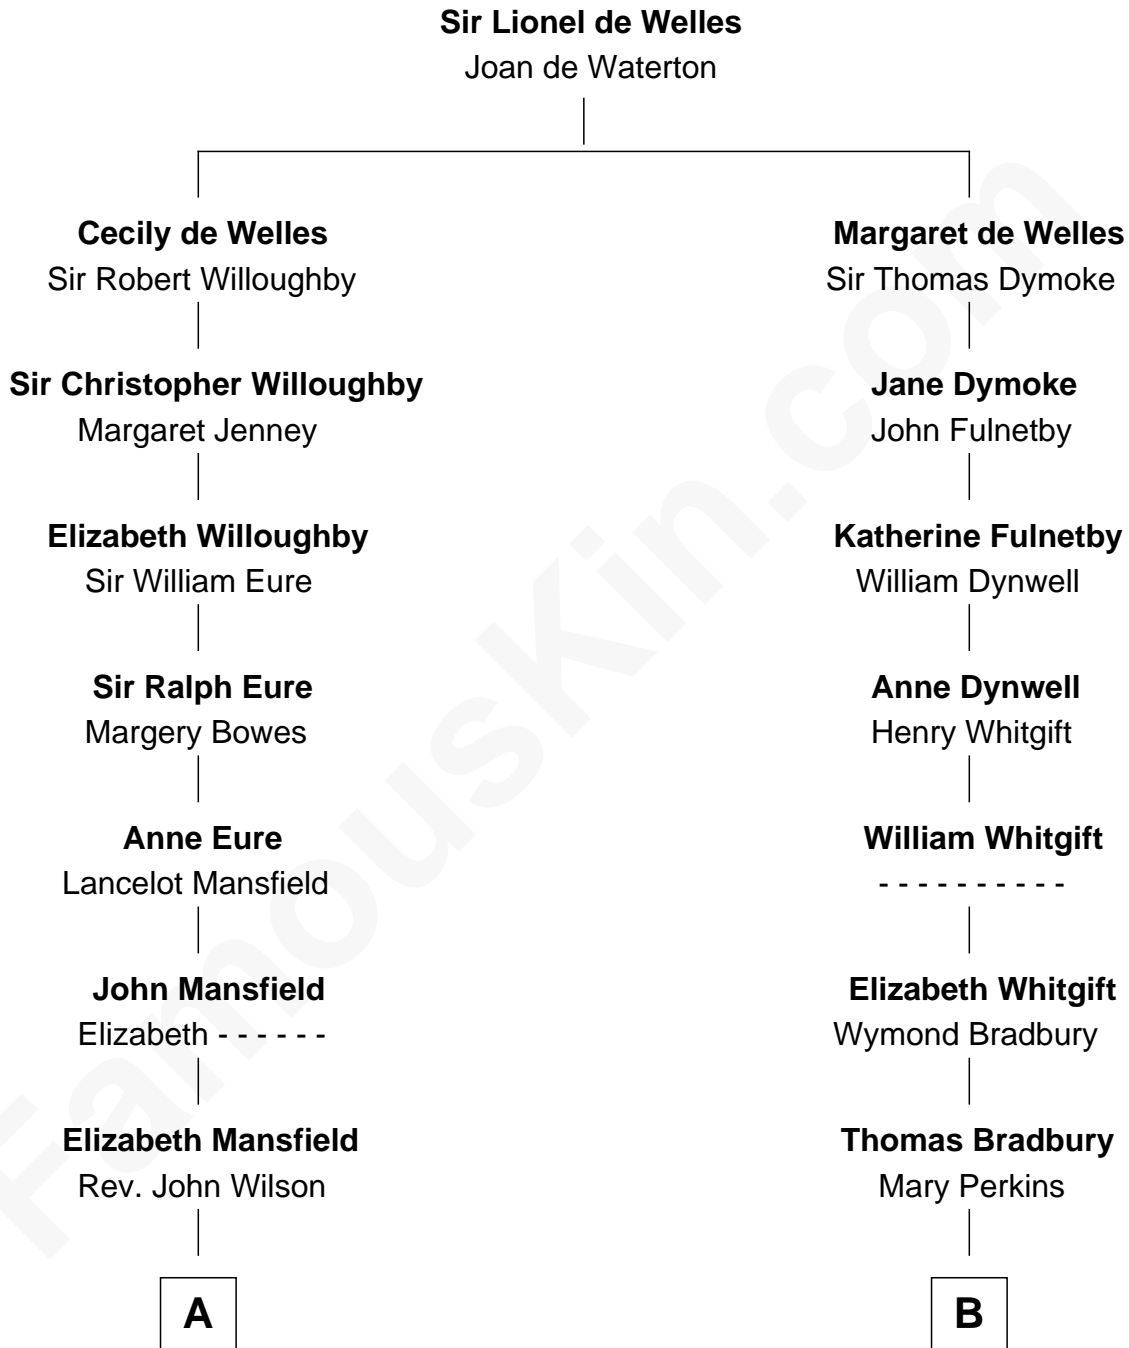 Sir Lionel de Welles
Joan de Waterton
Cecily de Welles
Sir Robert Willoughby
Margaret de Welles
Sir Thomas Dymoke
Sir Christopher Willoughby
Margaret Jenney
Jane Dymoke
John Fulnetby
Elizabeth Willoughby
Sir William Eure
Katherine Fulnetby
William Dynwell
Sir Ralph Eure
Margery Bowes
Anne Dynwell
Henry Whitgift
Anne Eure
Lancelot Mansfield
William Whitgift
- - - - - - - - - -
John Mansfield
Elizabeth - - - - - -
Elizabeth Whitgift
Wymond Bradbury
Elizabeth Mansfield
Rev. John Wilson
Thomas Bradbury
Mary Perkins
A
B
FamousKin.com